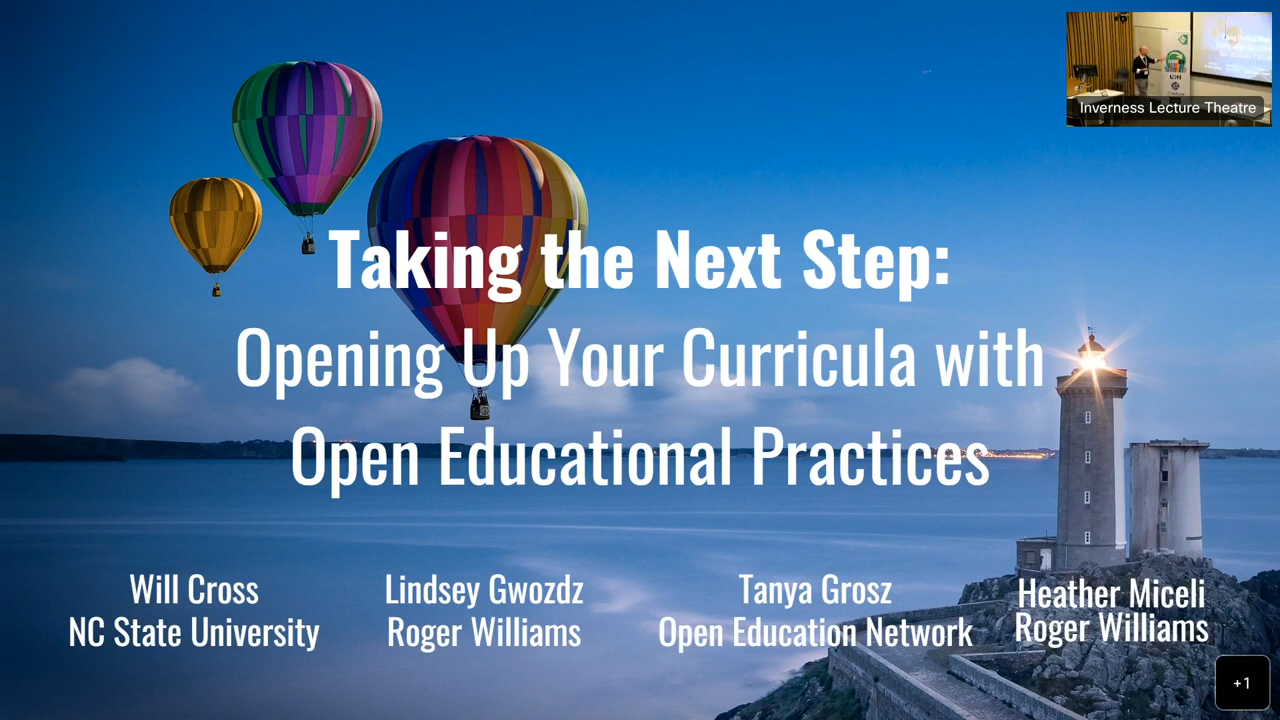 Inverness Lecture Theatre
Taking the Next Step:
Opening Up Your Curricula with
Open Educational Practices
Will Cross
NC State University
Lindsey Gwozdz
Roger Williams
Tanya Grosz
Open Education Network
Heather Miceli
Roger Williams
+1